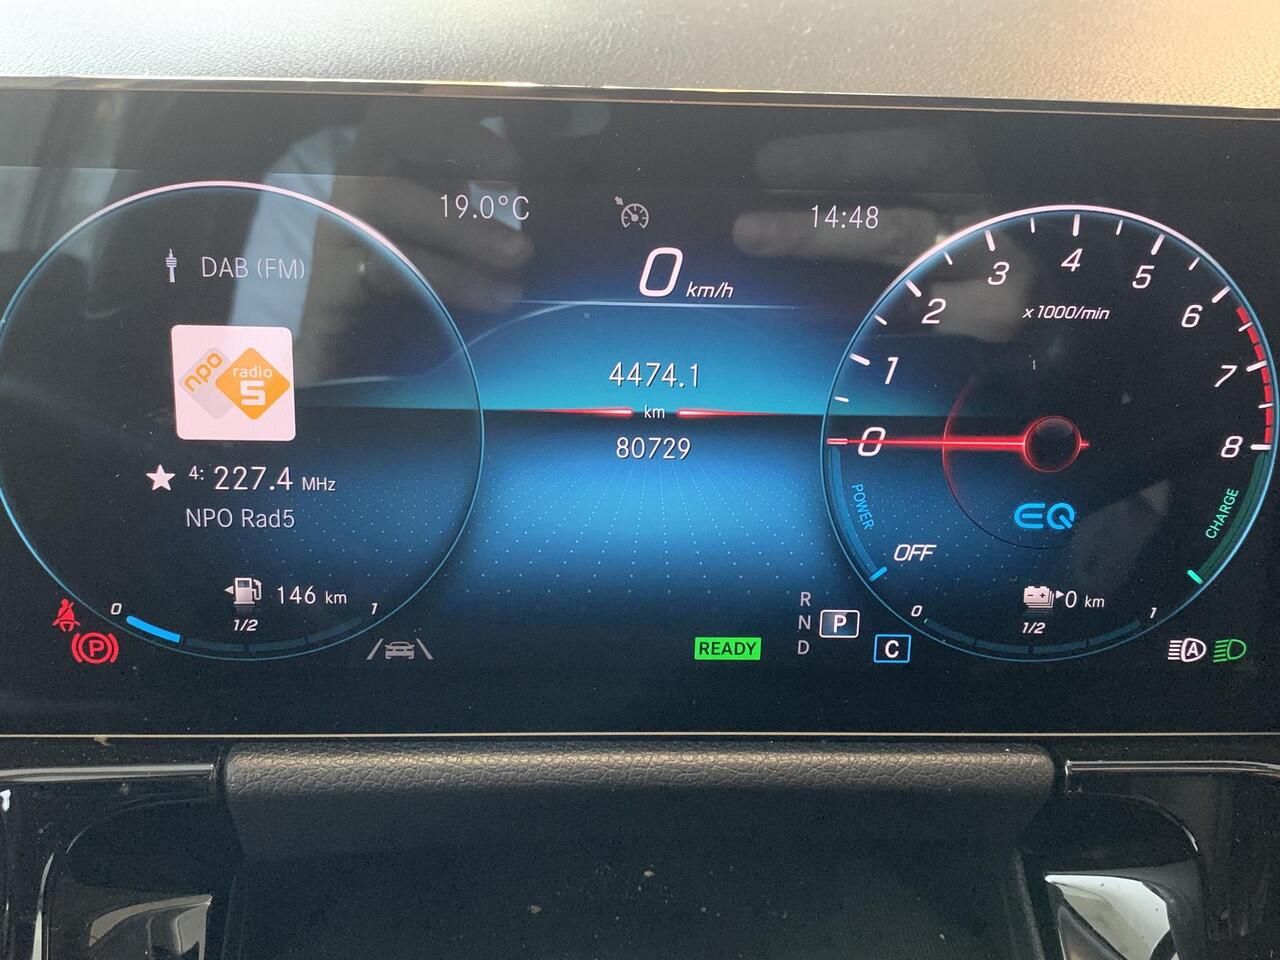 19.0°C
14:48
DAB (FM)
npo
radio
5
★ 4: 227.4 MHz
NPO Rad5
146 km
0
1/2
1
P
0 km/h
4474.1
km
80729
READY
R
N
D
P
C
0
1
2
3
4
5
6
7
8
x1000/min
POWER
OFF
EQ
CHARGE
0 km
0
1/2
1
A